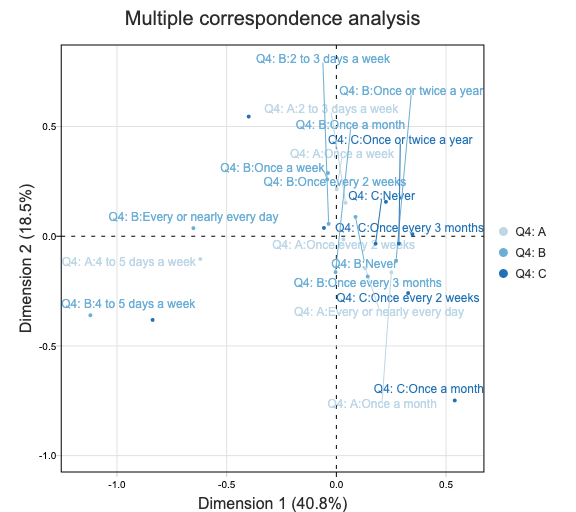 Multiple correspondence analysis
Q4: B:2 to 3 days a week
Q4: B:Once or twice a year
Q4: A:2 to 3 days a week
Q4: B:Once a month
0.5
Q4: C:Once or twice a year
Q4: A:Once a week
Q4: B:Once a week
Q4: B:Once every 2 weeks
Q4: C:Never
Q4: B:Every or nearly every day
Q4: C:Once every 3 months
Q4: A
0.0
Q4: A:Once every 2 weeks
Q4: B
Q4: A:4 to 5 days a week
Q4: B:Never
Q4: C
Q4: B:Once every 3 months
Q4: B:4 to 5 days a week
Q4: C:Once every 2 weeks
Q4: A:Every or nearly every day
-0.5
Q4: C:Once a month
Q4: A:Once a month
-1.0
Dimension 2 (18.5%)
-1.0 -0.5 0.0 0.5
Dimension 1 (40.8%)